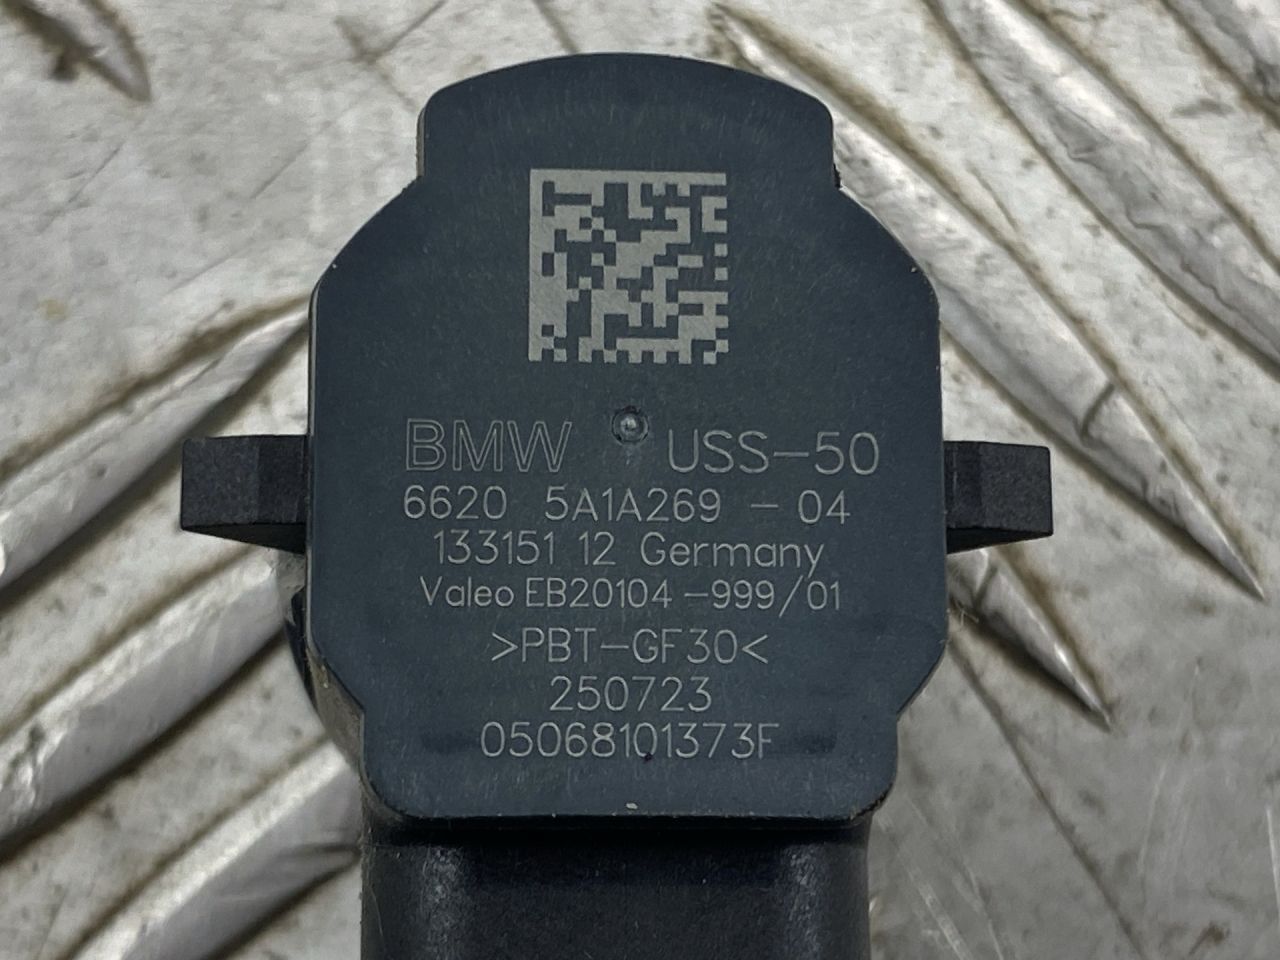 BMW USS-50
6620 5A1A269 - 04
133151 12 Germany
Valeo EB20104-999/01
>PBT-GF30<
250723
05068101373F